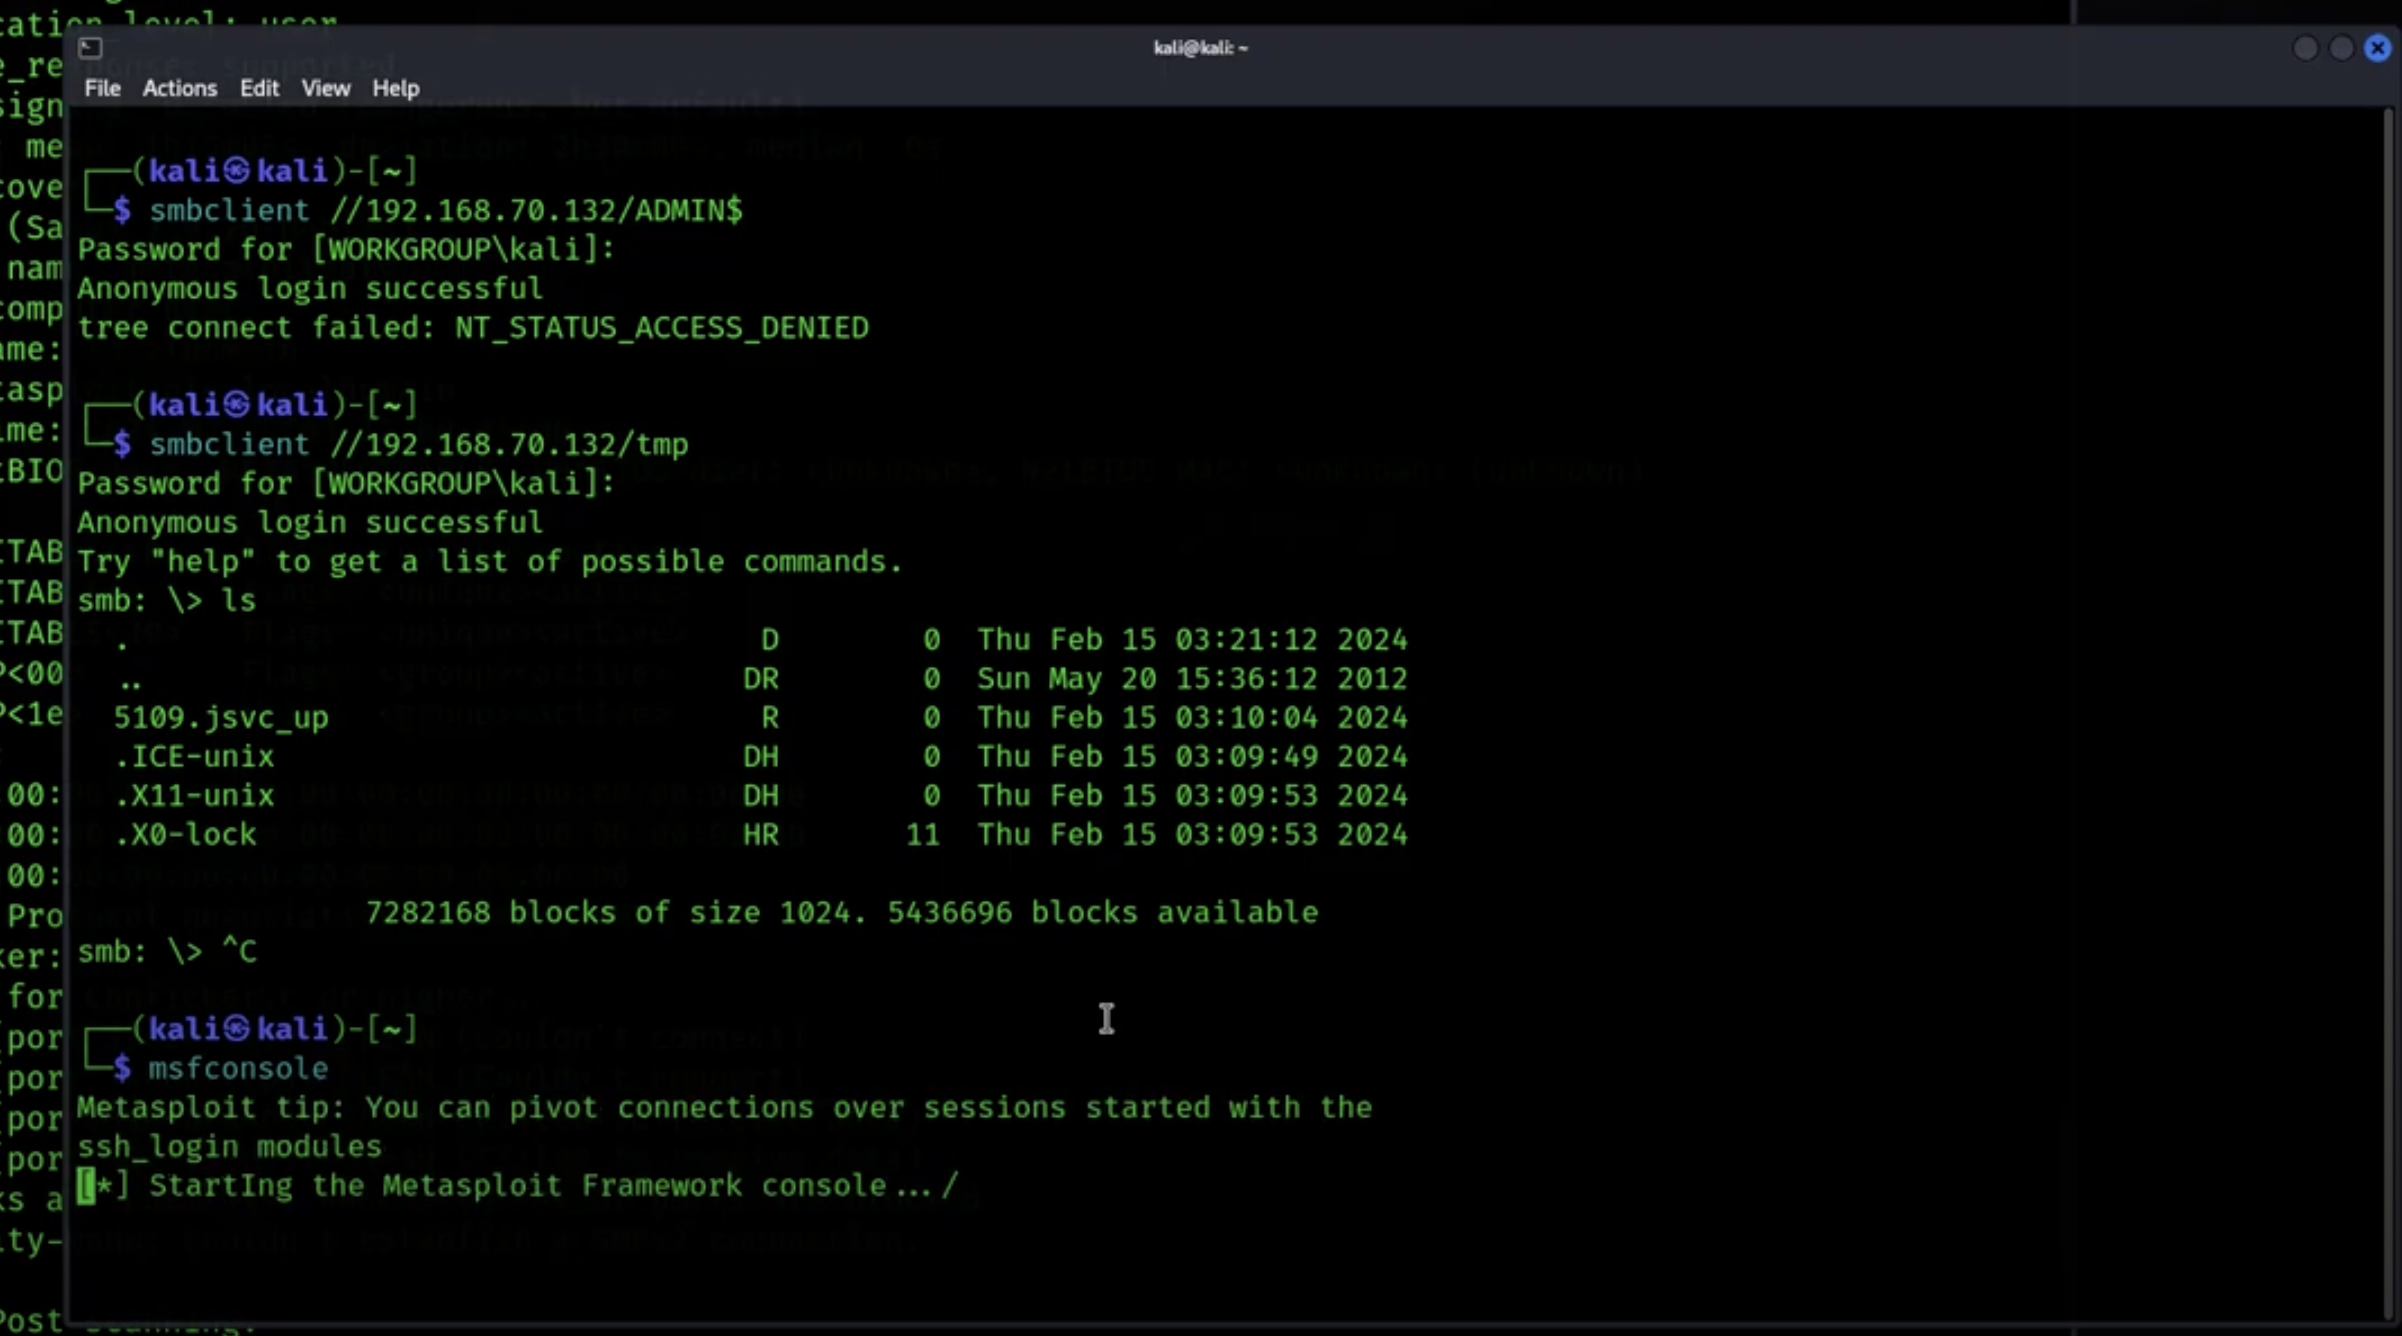 kali@kali: ~
File Actions Edit View Help
┌──(kali㉿kali)-[~]
└─$ smbclient //192.168.70.132/ADMIN$
Password for [WORKGROUP\kali]:
Anonymous login successful
tree connect failed: NT_STATUS_ACCESS_DENIED
┌──(kali㉿kali)-[~]
└─$ smbclient //192.168.70.132/tmp
Password for [WORKGROUP\kali]:
Anonymous login successful
Try "help" to get a list of possible commands.
smb: \> ls
. D 0 Thu Feb 15 03:21:12 2024
.. DR 0 Sun May 20 15:36:12 2012
5109.jsvc_up R 0 Thu Feb 15 03:10:04 2024
.ICE-unix DH 0 Thu Feb 15 03:09:49 2024
.X11-unix DH 0 Thu Feb 15 03:09:53 2024
.X0-lock HR 11 Thu Feb 15 03:09:53 2024
7282168 blocks of size 1024. 5436696 blocks available
smb: \> ^C
┌──(kali㉿kali)-[~]
└─$ msfconsole
Metasploit tip: You can pivot connections over sessions started with the
ssh_login modules
[*] StartIng the Metasploit Framework console.../